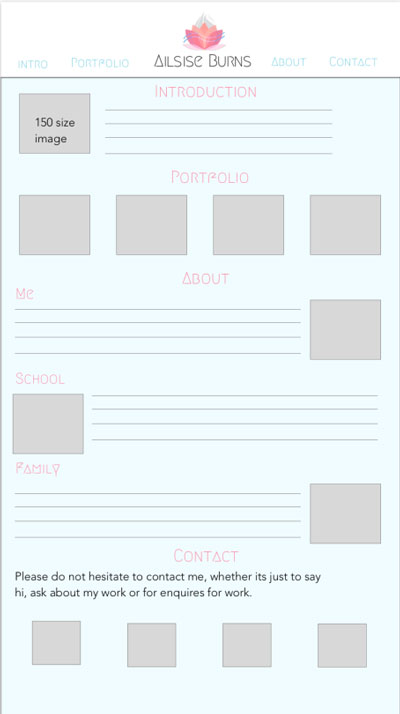 Intro
Portfolio
Ailsise Burns
About
Contact
Introduction
150 size
image
Portfolio
About
Me
School
Family
Contact
Please do not hesitate to contact me, whether its just to say
hi, ask about my work or for enquires for work.